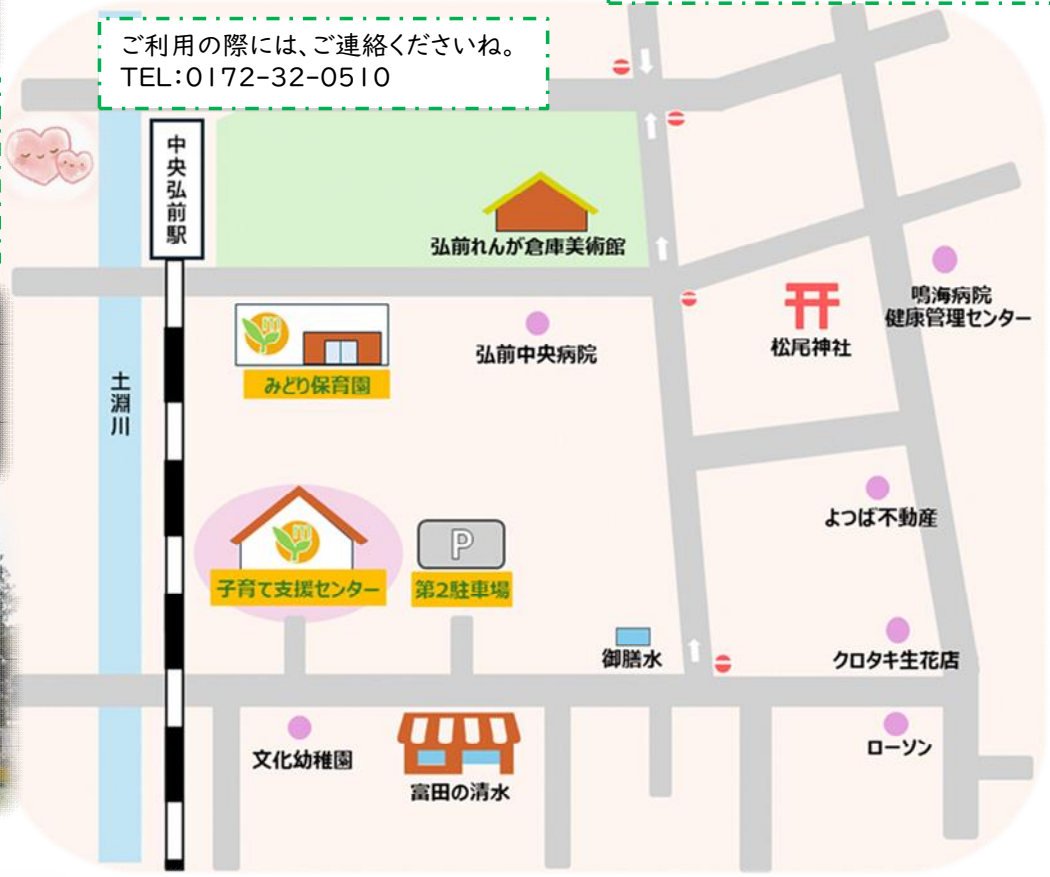 ご利用の際には、ご連絡くださいね。
TEL：0172-32-0510
中央弘前駅
弘前れんが倉庫美術館
鳴海病院
健康管理センター
松尾神社
弘前中央病院
みどり保育園
土淵川
よつば不動産
P
子育て支援センター
第2駐車場
御膳水
クロタキ生花店
ローソン
文化幼稚園
富田の清水